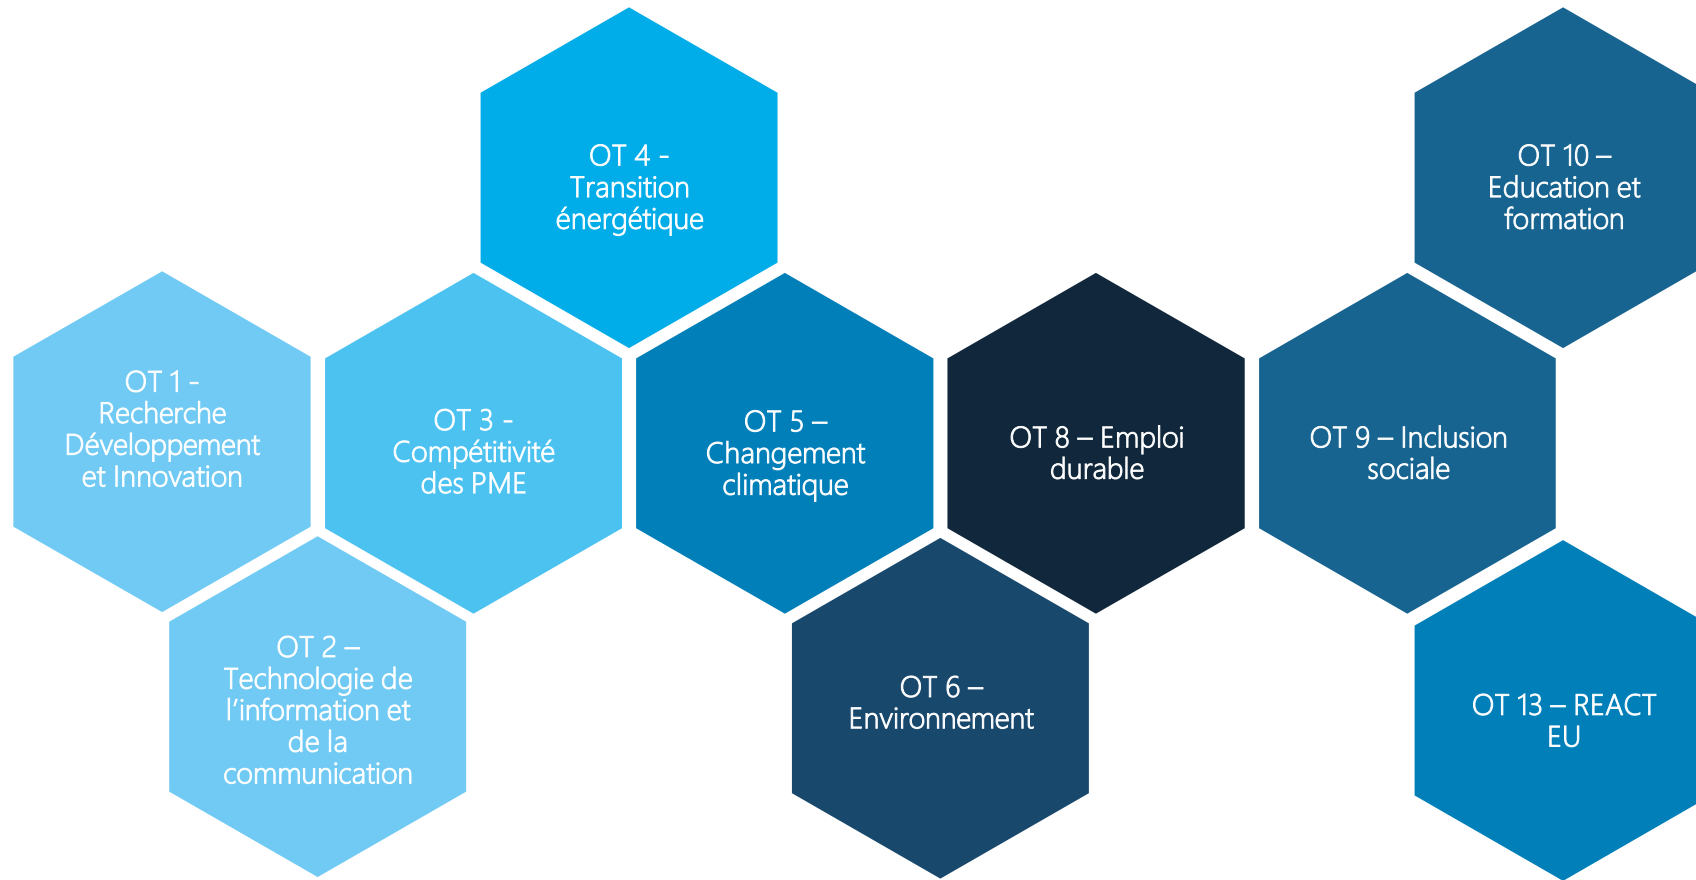 OT 1 -
Recherche
Développement
et Innovation
OT 2 –
Technologie de
l'information et
de la
communication
OT 3 -
Compétitivité
des PME
OT 4 -
Transition
énergétique
OT 5 –
Changement
climatique
OT 6 –
Environnement
OT 8 – Emploi
durable
OT 9 – Inclusion
sociale
OT 10 –
Education et
formation
OT 13 – REACT
EU